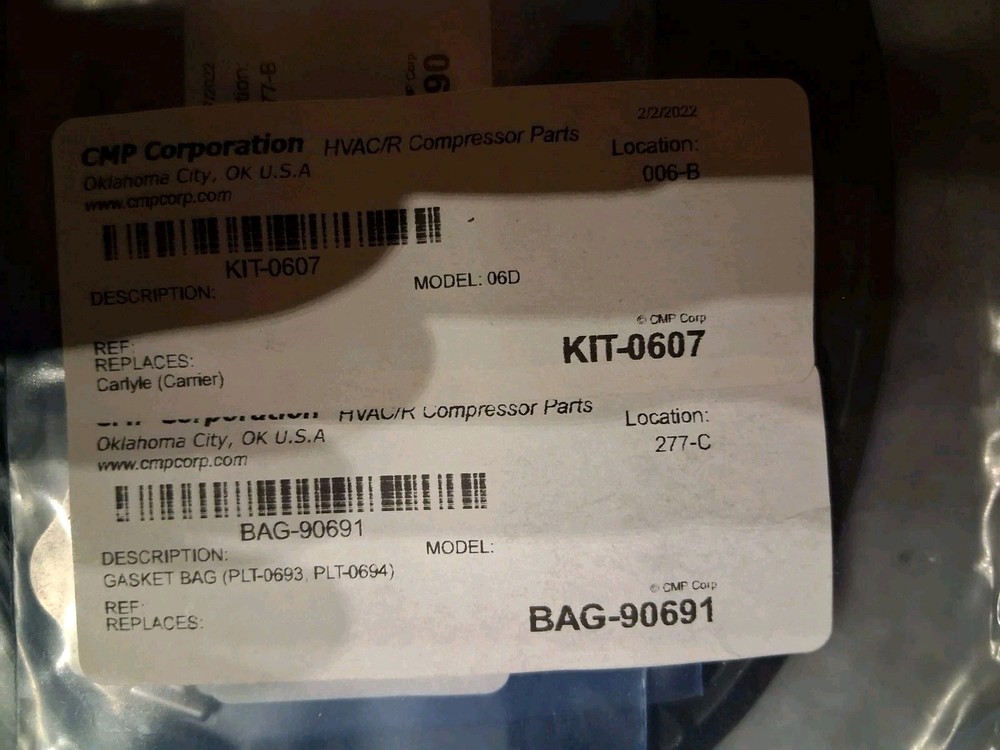 2/2/2022
CMP Corporation HVAC/R Compressor Parts
Location:
Oklahoma City, OK U.S.A
006-B
www.cmpcorp.com
KIT-0607
MODEL: 06D
DESCRIPTION:
© CMP Corp
KIT-0607
REF:
REPLACES:
Carlyle (Carrier)
HVAC/R Compressor Parts
Location:
Oklahoma City, OK U.S.A
277-C
www.cmpcorp.com
BAG-90691
MODEL:
DESCRIPTION:
GASKET BAG (PLT-0693, PLT-0694)
© CMP Corp
BAG-90691
REF:
REPLACES: